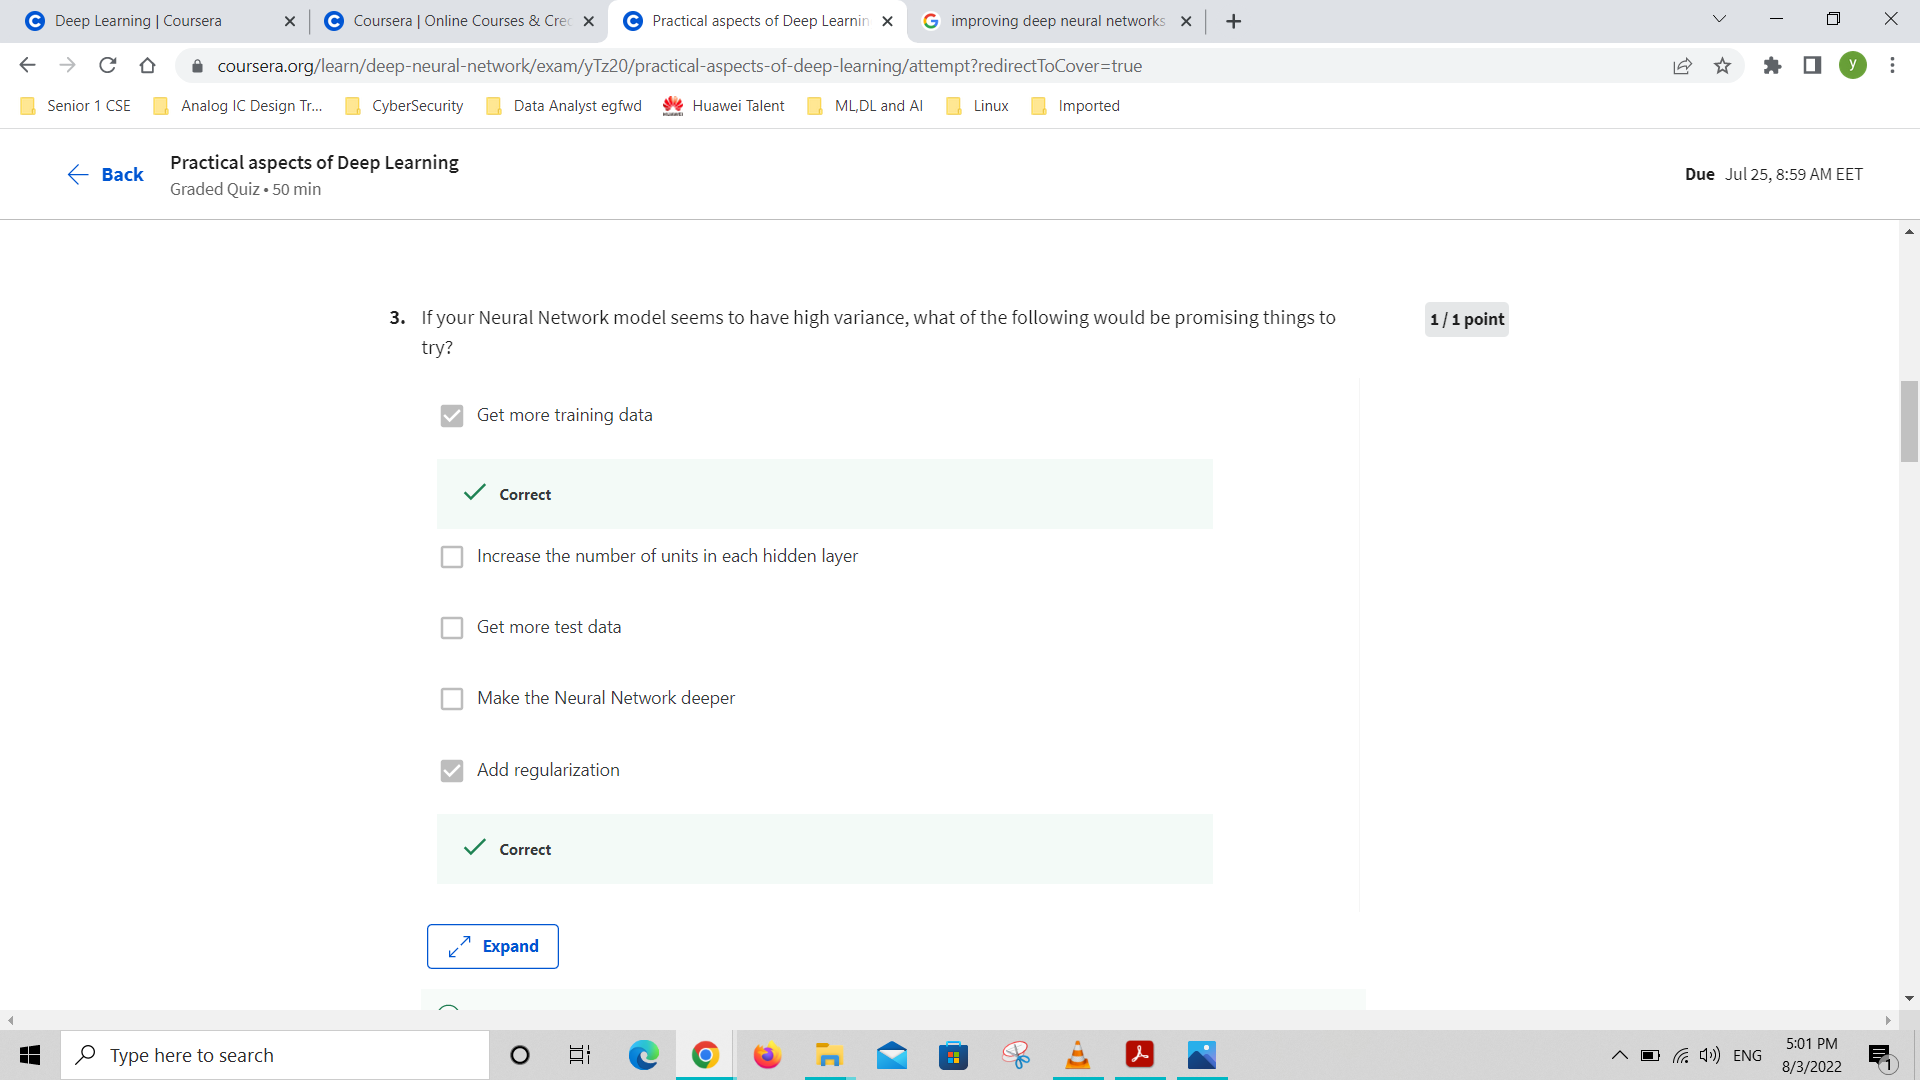 Deep Learning | Coursera
Coursera | Online Courses & Cre
Practical aspects of Deep Learnin
improving deep neural networks
coursera.org/learn/deep-neural-network/exam/yTz20/practical-aspects-of-deep-learning/attempt?redirectToCover=true
y
Senior 1 CSE
Analog IC Design Tr...
CyberSecurity
Data Analyst egfwd
Huawei Talent
ML,DL and AI
Linux
Imported
Back
Practical aspects of Deep Learning
Graded Quiz • 50 min
Due Jul 25, 8:59 AM EET
3. If your Neural Network model seems to have high variance, what of the following would be promising things to
try?
1 / 1 point
Get more training data
Correct
Increase the number of units in each hidden layer
Get more test data
Make the Neural Network deeper
Add regularization
Correct
Expand
Type here to search
ENG
5:01 PM
8/3/2022
1